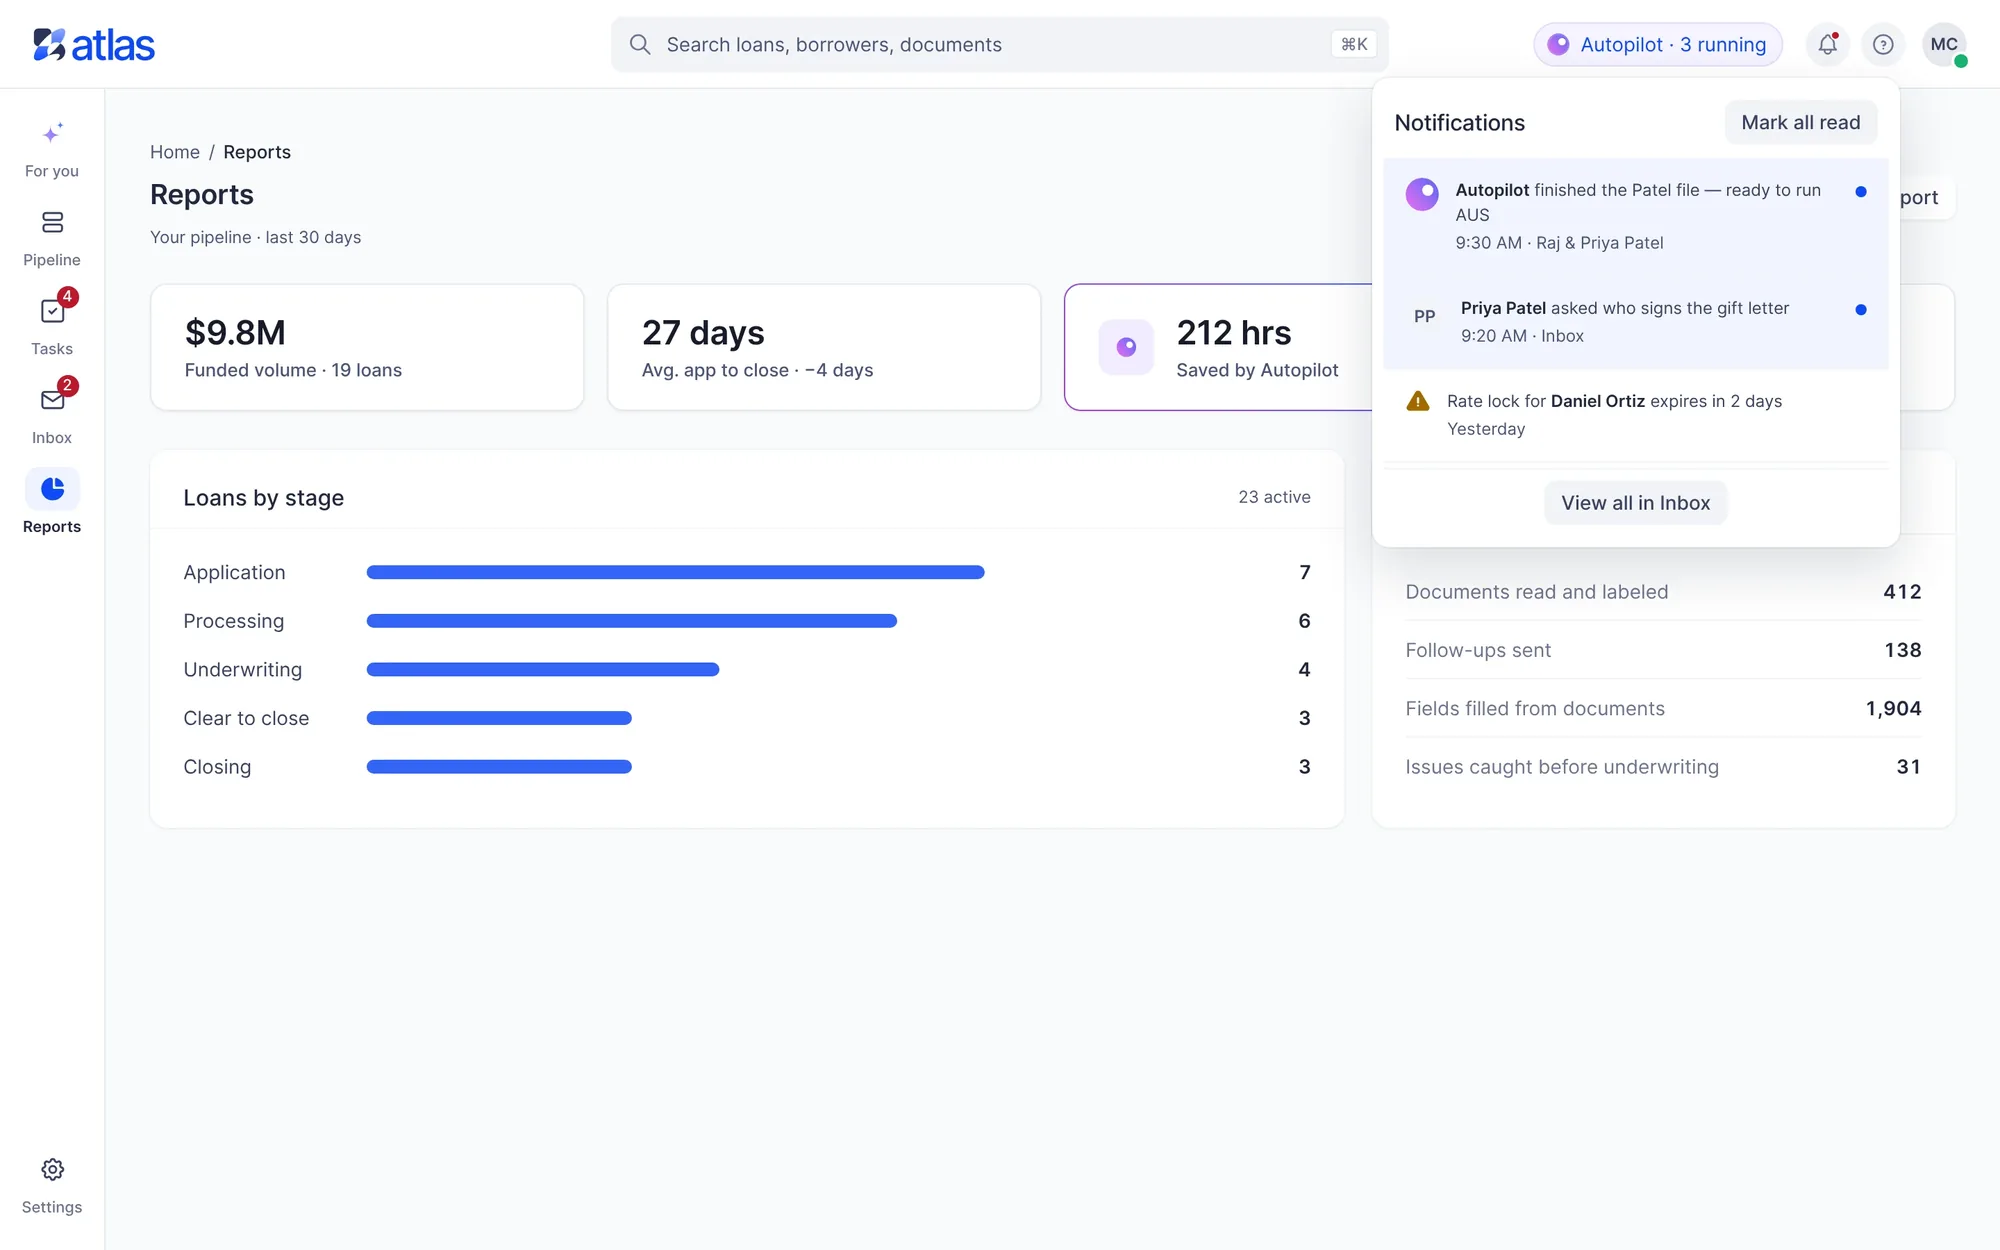 atlas
Search loans, borrowers, documents
⌘K
Autopilot · 3 running
MC
For you
Pipeline
4
Tasks
2
Inbox
Reports
Settings
Home / Reports
Reports
Your pipeline · last 30 days
$9.8M
Funded volume · 19 loans
27 days
Avg. app to close · −4 days
212 hrs
Saved by Autopilot
Loans by stage
23 active
Application
7
Processing
6
Underwriting
4
Clear to close
3
Closing
3
Notifications
Mark all read
Autopilot finished the Patel file — ready to run
AUS
9:30 AM · Raj & Priya Patel
PP
Priya Patel asked who signs the gift letter
9:20 AM · Inbox
Rate lock for Daniel Ortiz expires in 2 days
Yesterday
View all in Inbox
port
Documents read and labeled
412
Follow-ups sent
138
Fields filled from documents
1,904
Issues caught before underwriting
31